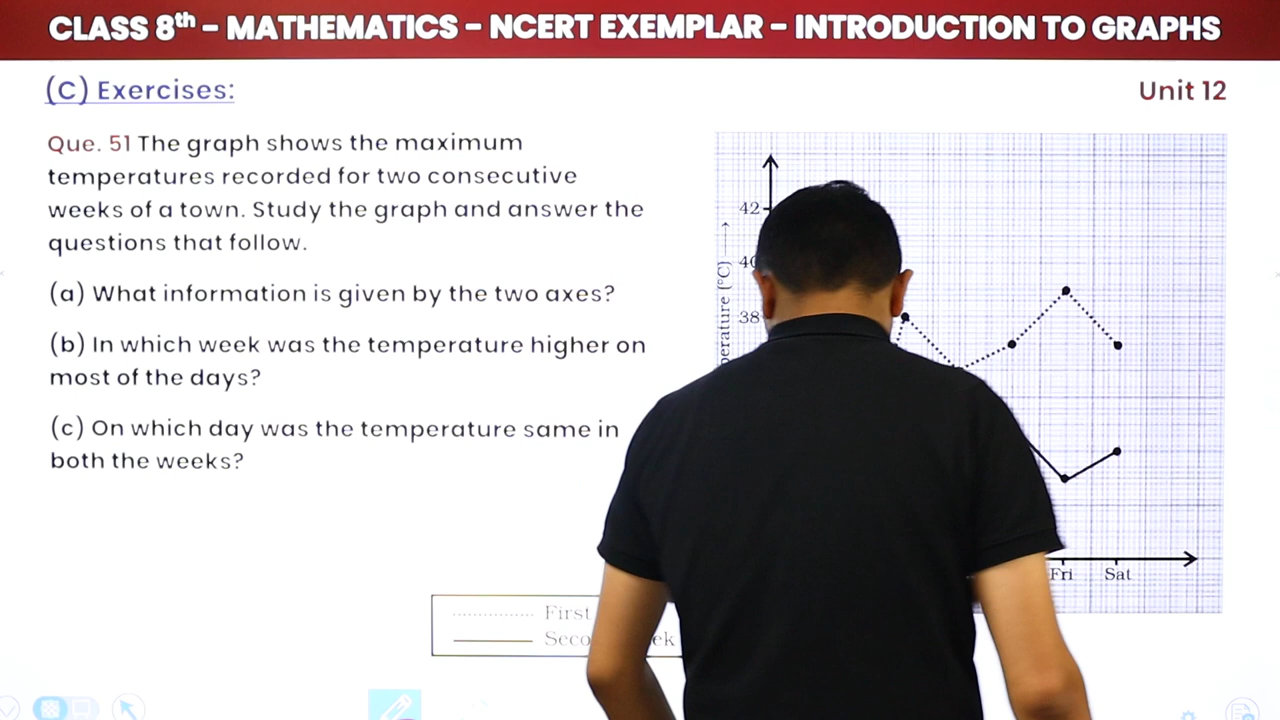 CLASS 8th - MATHEMATICS - NCERT EXEMPLAR - INTRODUCTION TO GRAPHS
(C) Exercises:
Unit 12
Que. 51 The graph shows the maximum
temperatures recorded for two consecutive
weeks of a town. Study the graph and answer the
questions that follow.
(a) What information is given by the two axes?
(b) In which week was the temperature higher on
most of the days?
(c) On which day was the temperature same in
both the weeks?
42
38
(°C)
Fri Sat
First